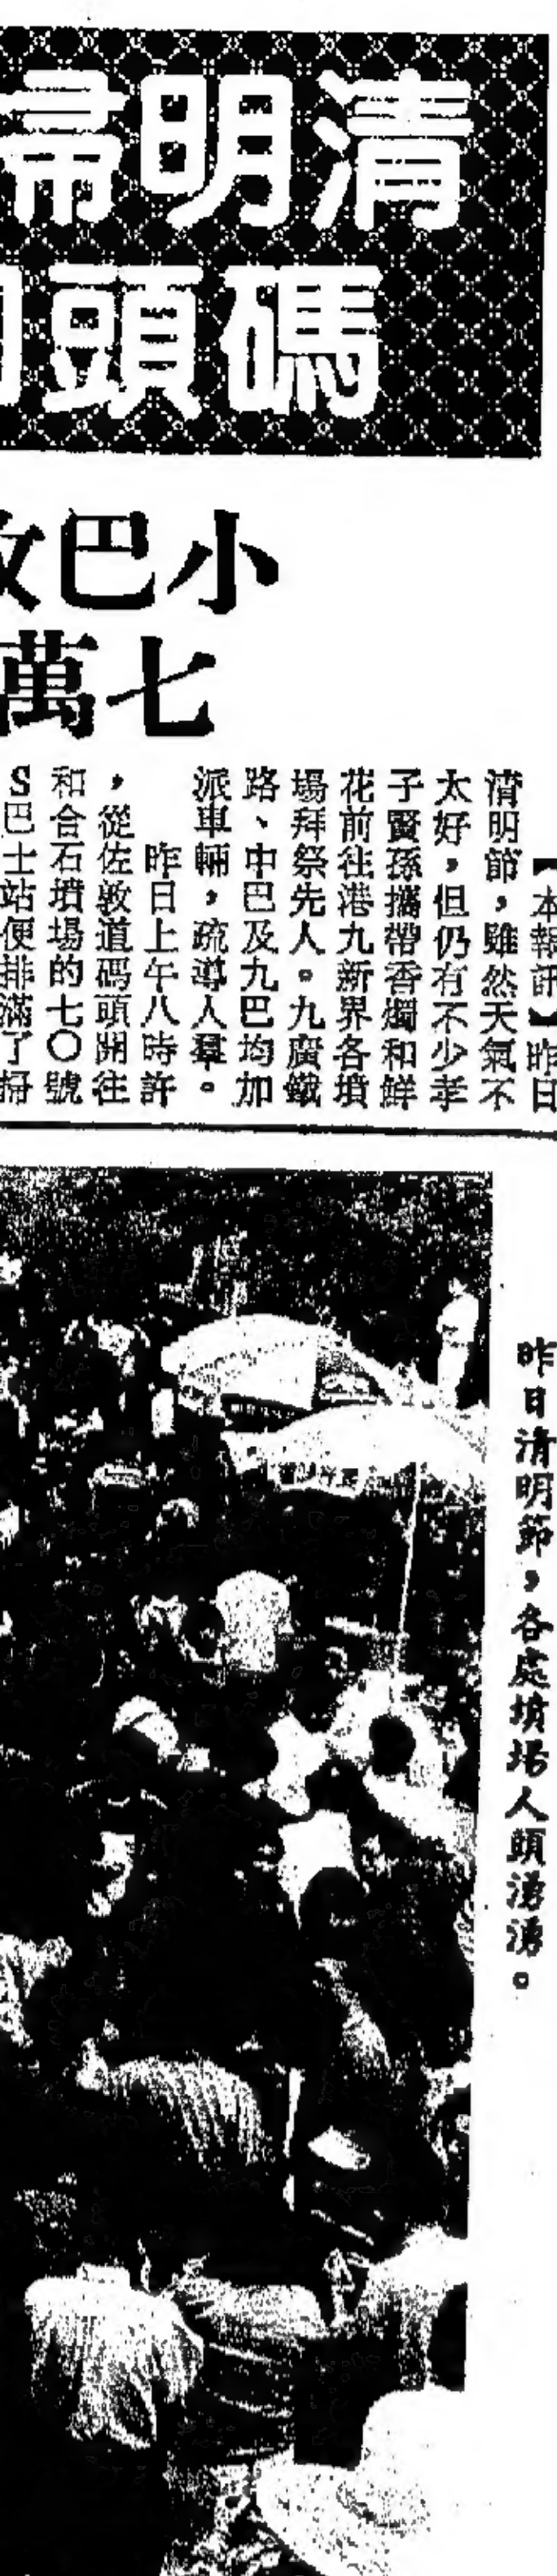 清明掃
碼頭
小巴
七萬
【本報訊】昨日
清明節，雖然天氣不
太好，但仍有不少孝
子賢孫攜帶香燭和鮮
花前往港九新界各墳
場拜祭先人。九廣鐵
路、中巴及九巴均加
派車輛，疏導人羣。
昨日上午八時許
，從佐敦道碼頭開往
和合石墳場的七〇號
S巴士站便排滿了掃
昨日清明節，各處墳場人頭湧湧。